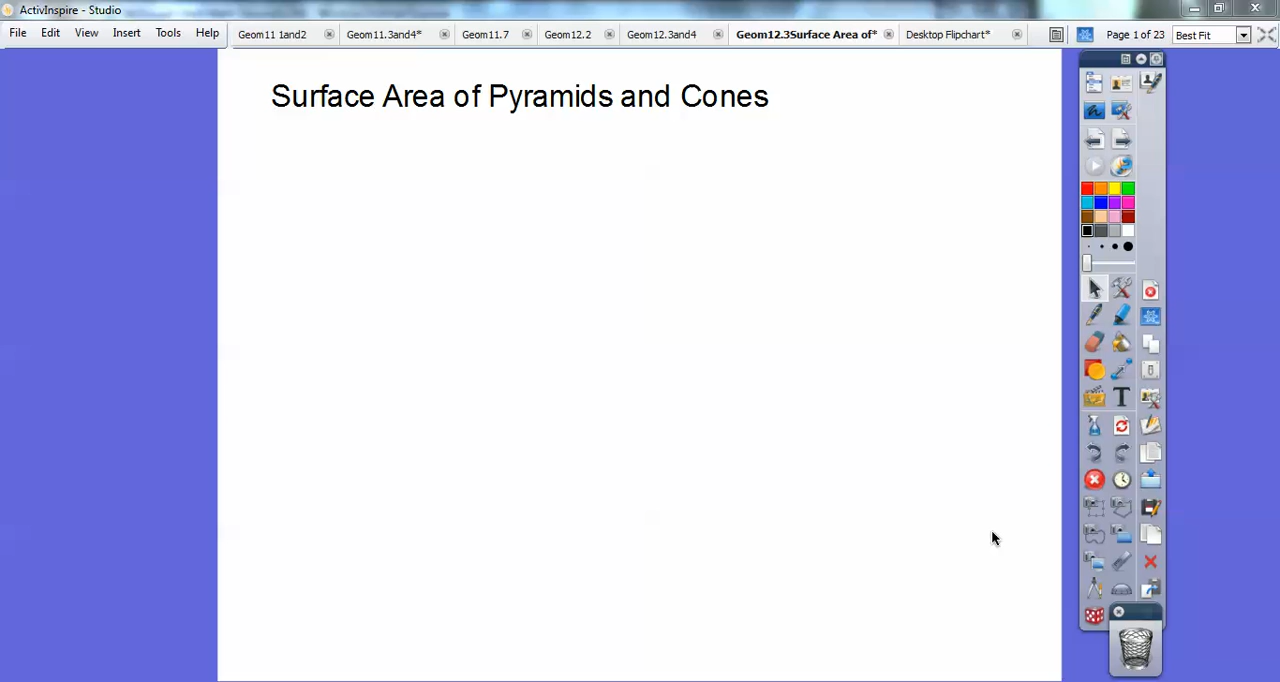 ActivInspire - Studio
File Edit View Insert Tools Help Geom11 1and2 Geom11.3and4* Geom11.7 Geom12.2 Geom12.3and4 Geom12.3Surface Area of* Desktop Flipchart* Page 1 of 23 Best Fit
Surface Area of Pyramids and Cones